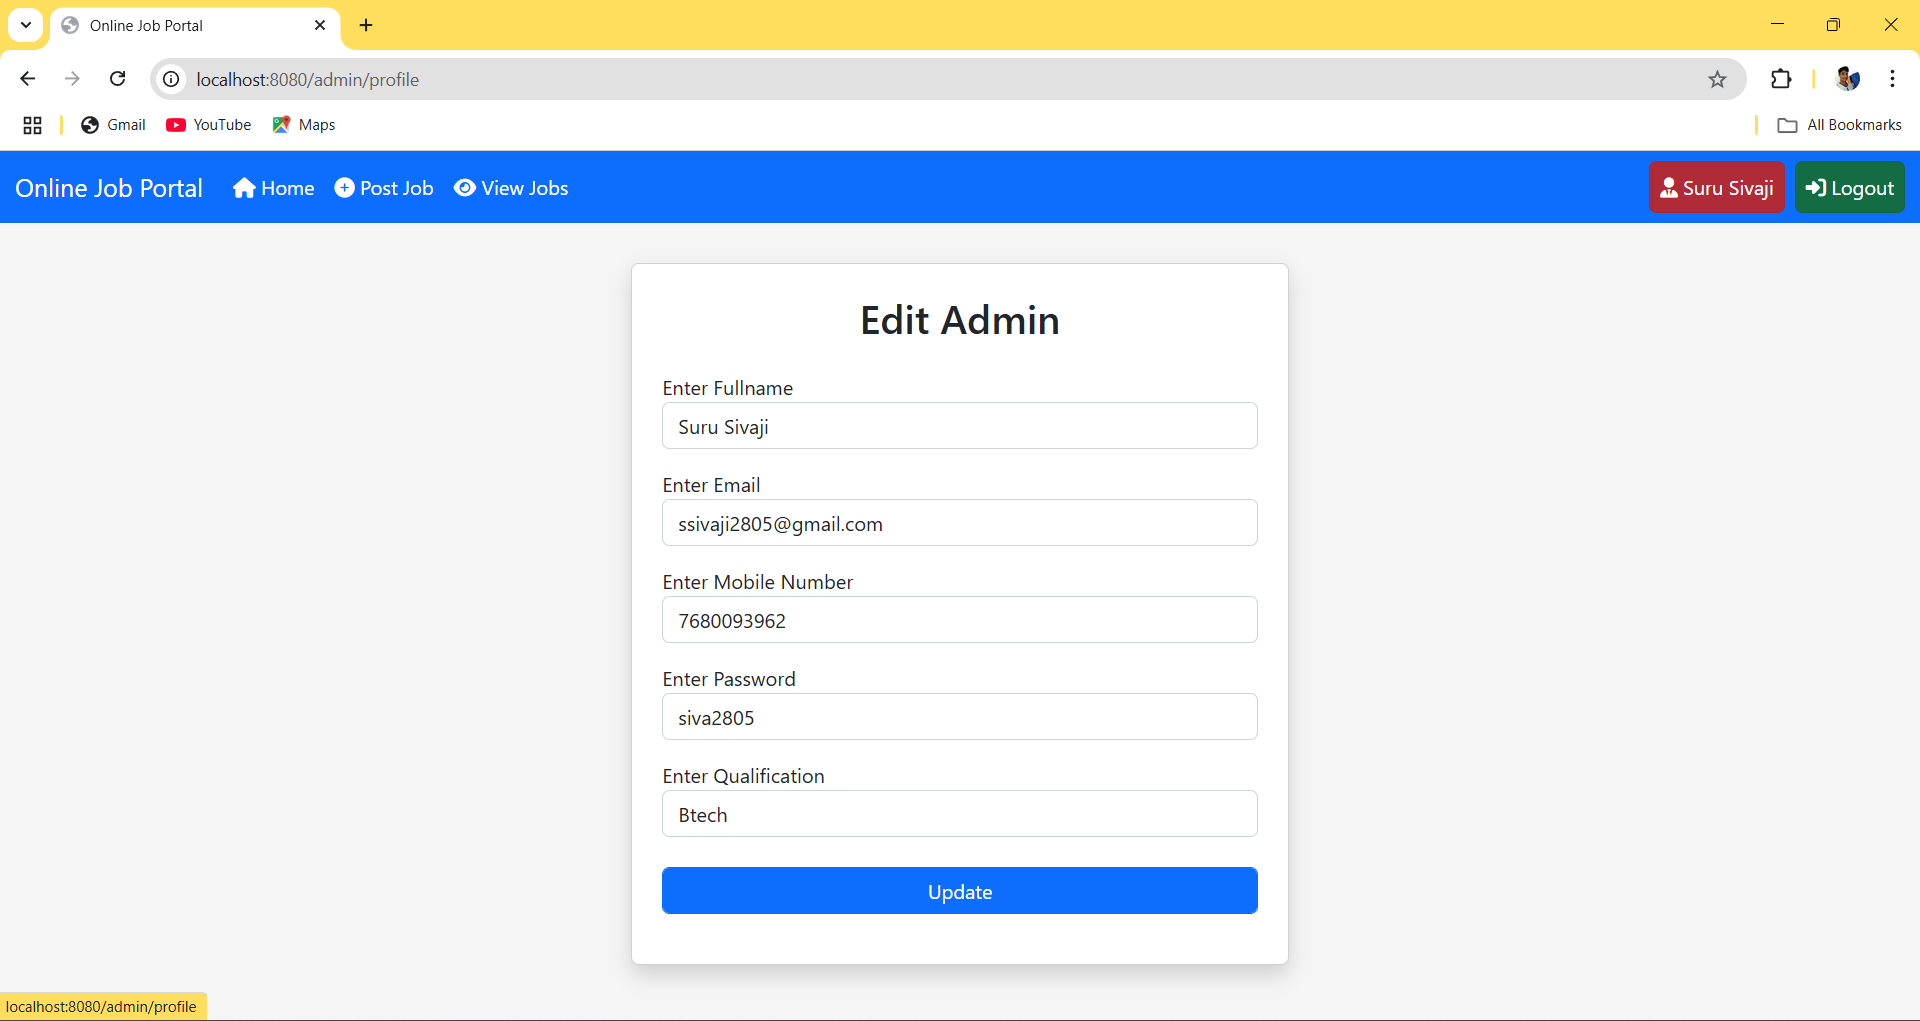 Online Job Portal
localhost:8080/admin/profile
Gmail YouTube Maps All Bookmarks
Online Job Portal Home Post Job View Jobs Suru Sivaji Logout
Edit Admin
Enter Fullname
Suru Sivaji
Enter Email
ssivaji2805@gmail.com
Enter Mobile Number
7680093962
Enter Password
siva2805
Enter Qualification
Btech
Update
localhost:8080/admin/profile